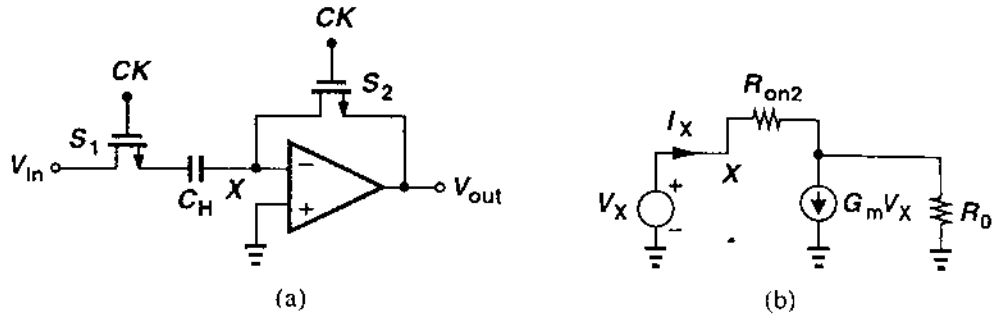 CK
CK
S2
S1
Vin
CH
X
−
+
Vout
(a)
Ron2
IX
X
VX
+
−
GmVX
R0
(b)